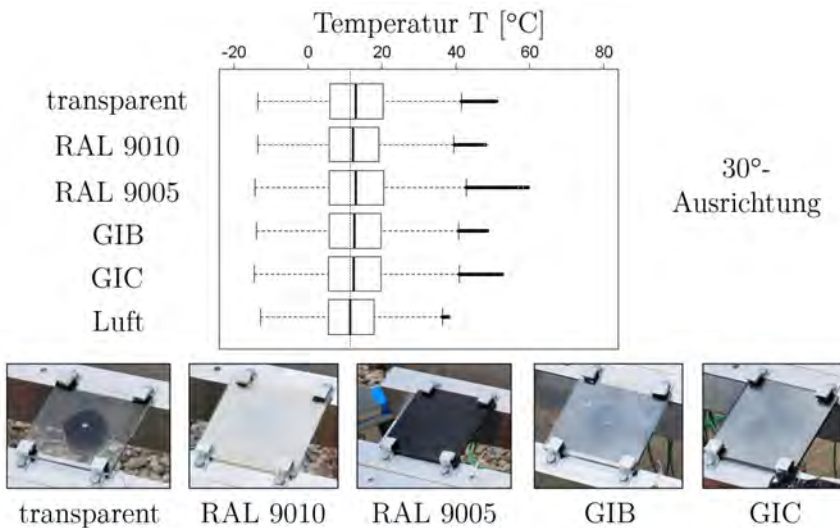 Temperatur T [°C]
-20 0 20 40 60 80
transparent
RAL 9010
RAL 9005
GIB
GIC
Luft
30°-
Ausrichtung
transparent RAL 9010 RAL 9005 GIB GIC